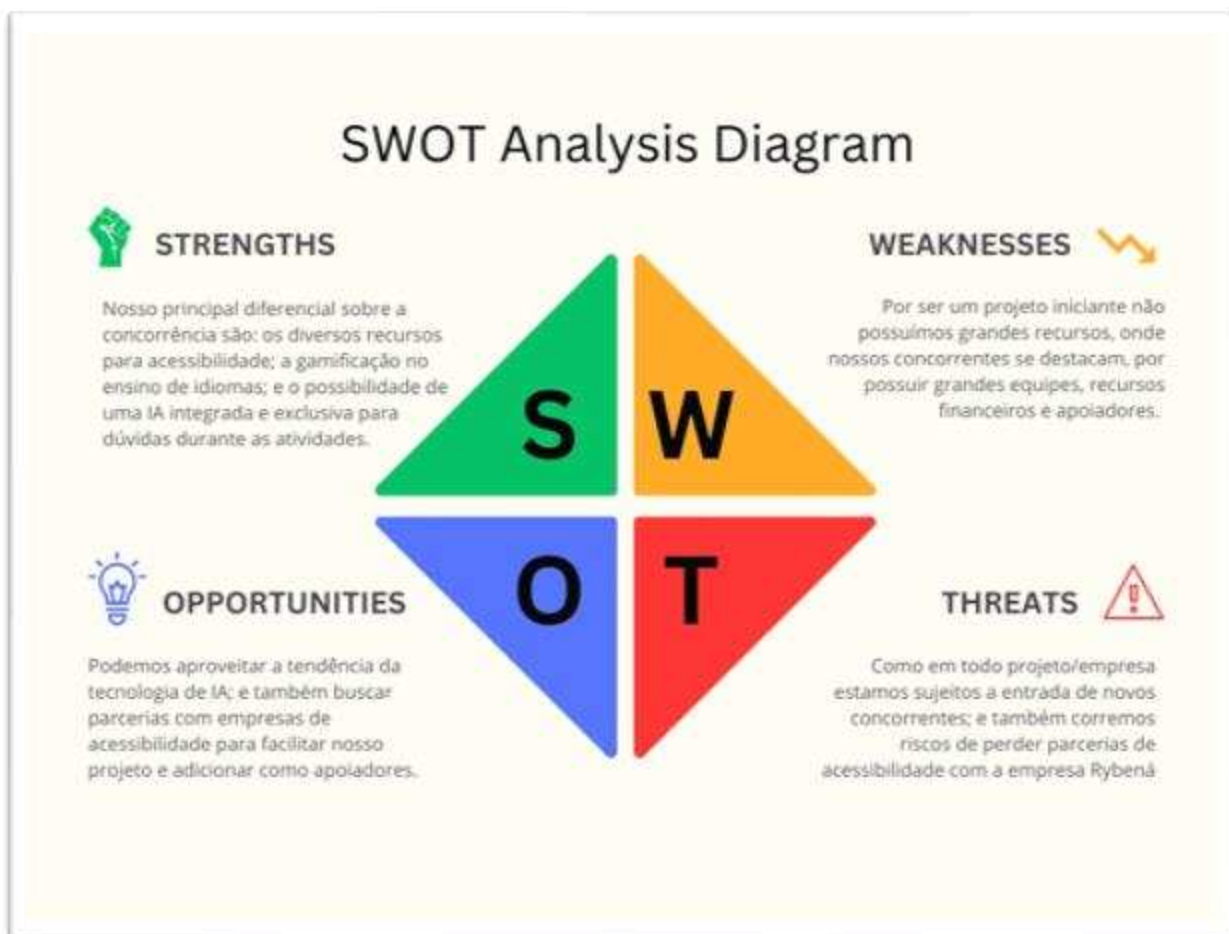 SWOT Analysis Diagram
STRENGTHS
Nosso principal diferencial sobre a
concorrência são: os diversos recursos
para acessibilidade; a gamificação no
ensino de idiomas; e o possibilidade de
uma IA integrada e exclusiva para
dúvidas durante as atividades.
WEAKNESSES
Por ser um projeto iniciante não
possuímos grandes recursos, onde
nossos concorrentes se destacam, por
possuir grandes equipes, recursos
financeiros e apoiadores.
S
W
O
T
OPPORTUNITIES
Podemos aproveitar a tendência da
tecnologia de IA; e também buscar
parcerias com empresas de
acessibilidade para facilitar nosso
projeto e adicionar como apoiadores.
THREATS
Como em todo projeto/empresa
estamos sujeitos a entrada de novos
concorrentes; e também corremos
riscos de perder parcerias de
acessibilidade com a empresa Rybená